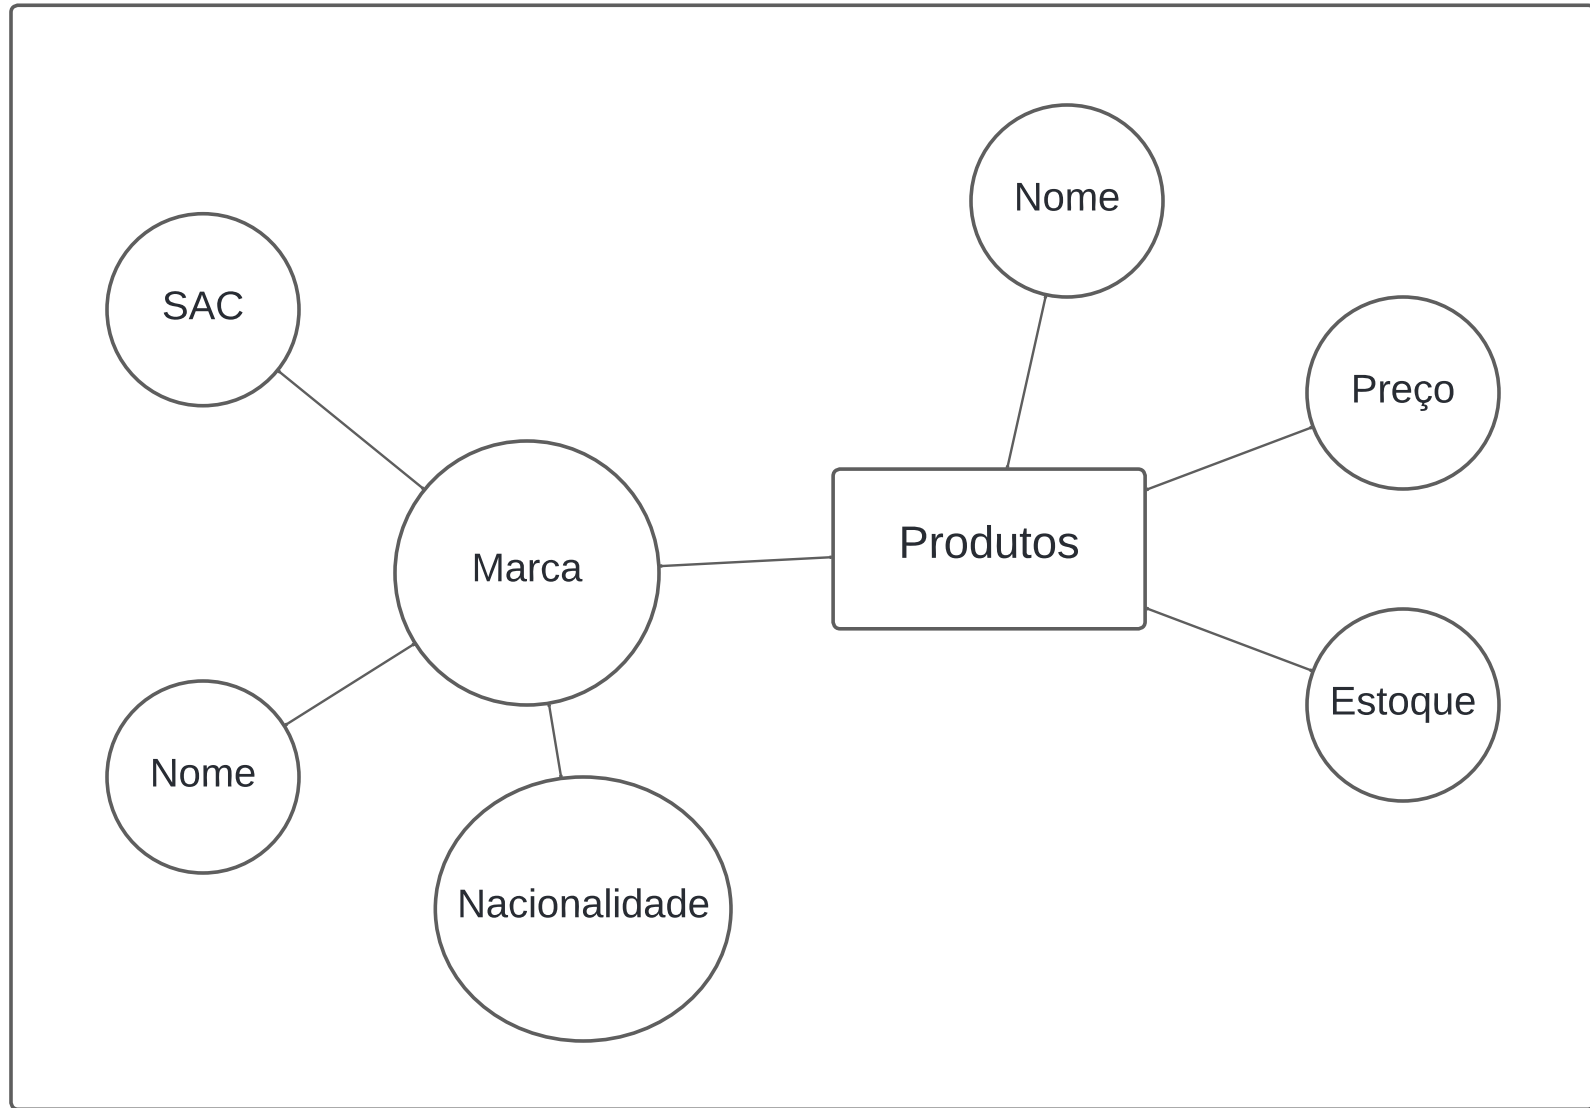 Nome
SAC
Preço
Produtos
Marca
Estoque
Nome
Nacionalidade